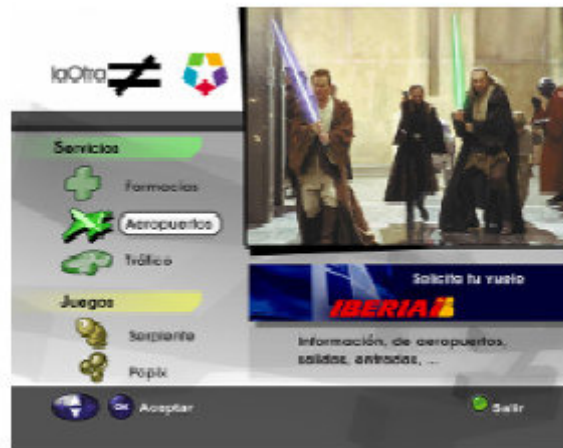 laOtra
Servicios
Farmacias
Aeropuertos
Tráfico
Juegos
Serpiente
Popix
Solicita tu vuelo
IBERIA
Información, de aeropuertos,
salidas, entradas, ...
OK Aceptar
Salir